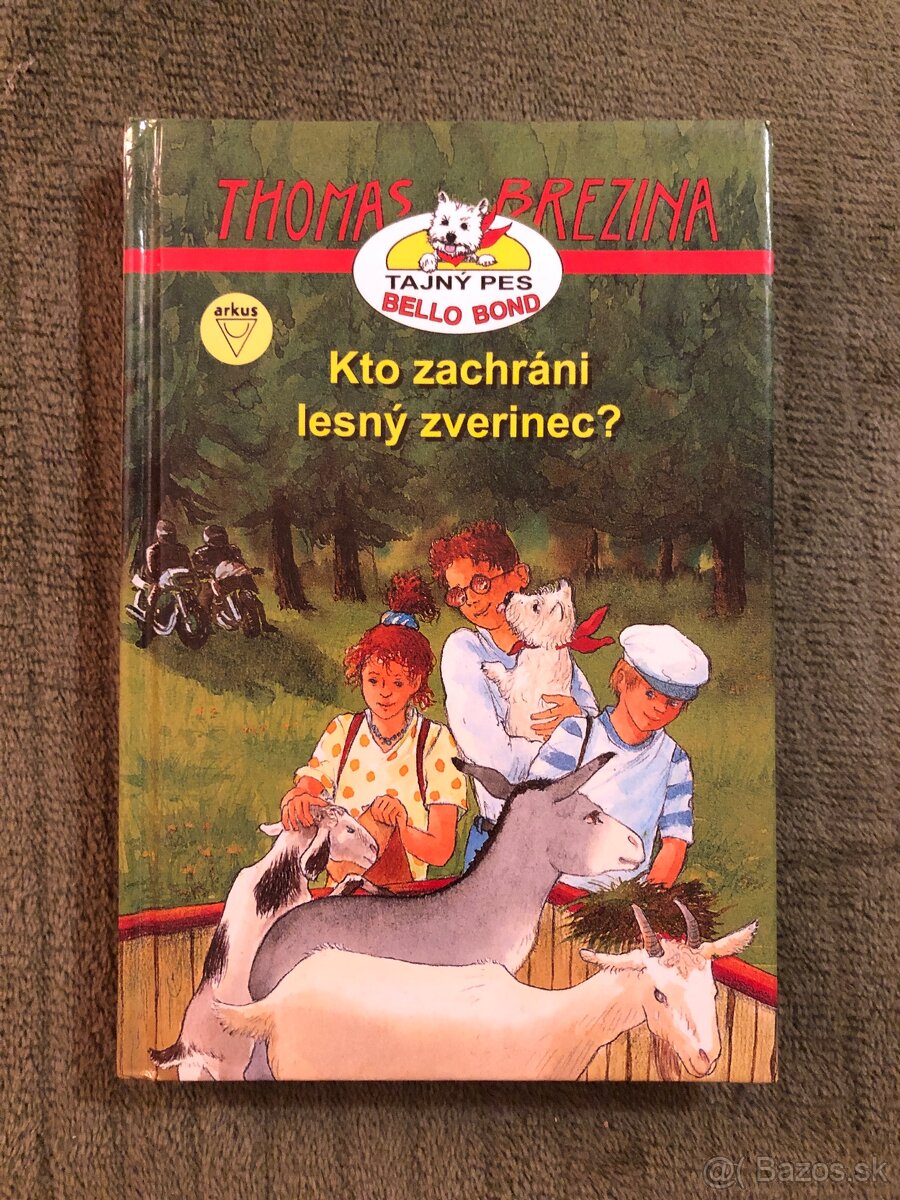 THOMAS BREZINA
TAJNÝ PES
BELLO BOND
arkus
Kto zachráni
lesný zverinec?
@( Bazos.sk